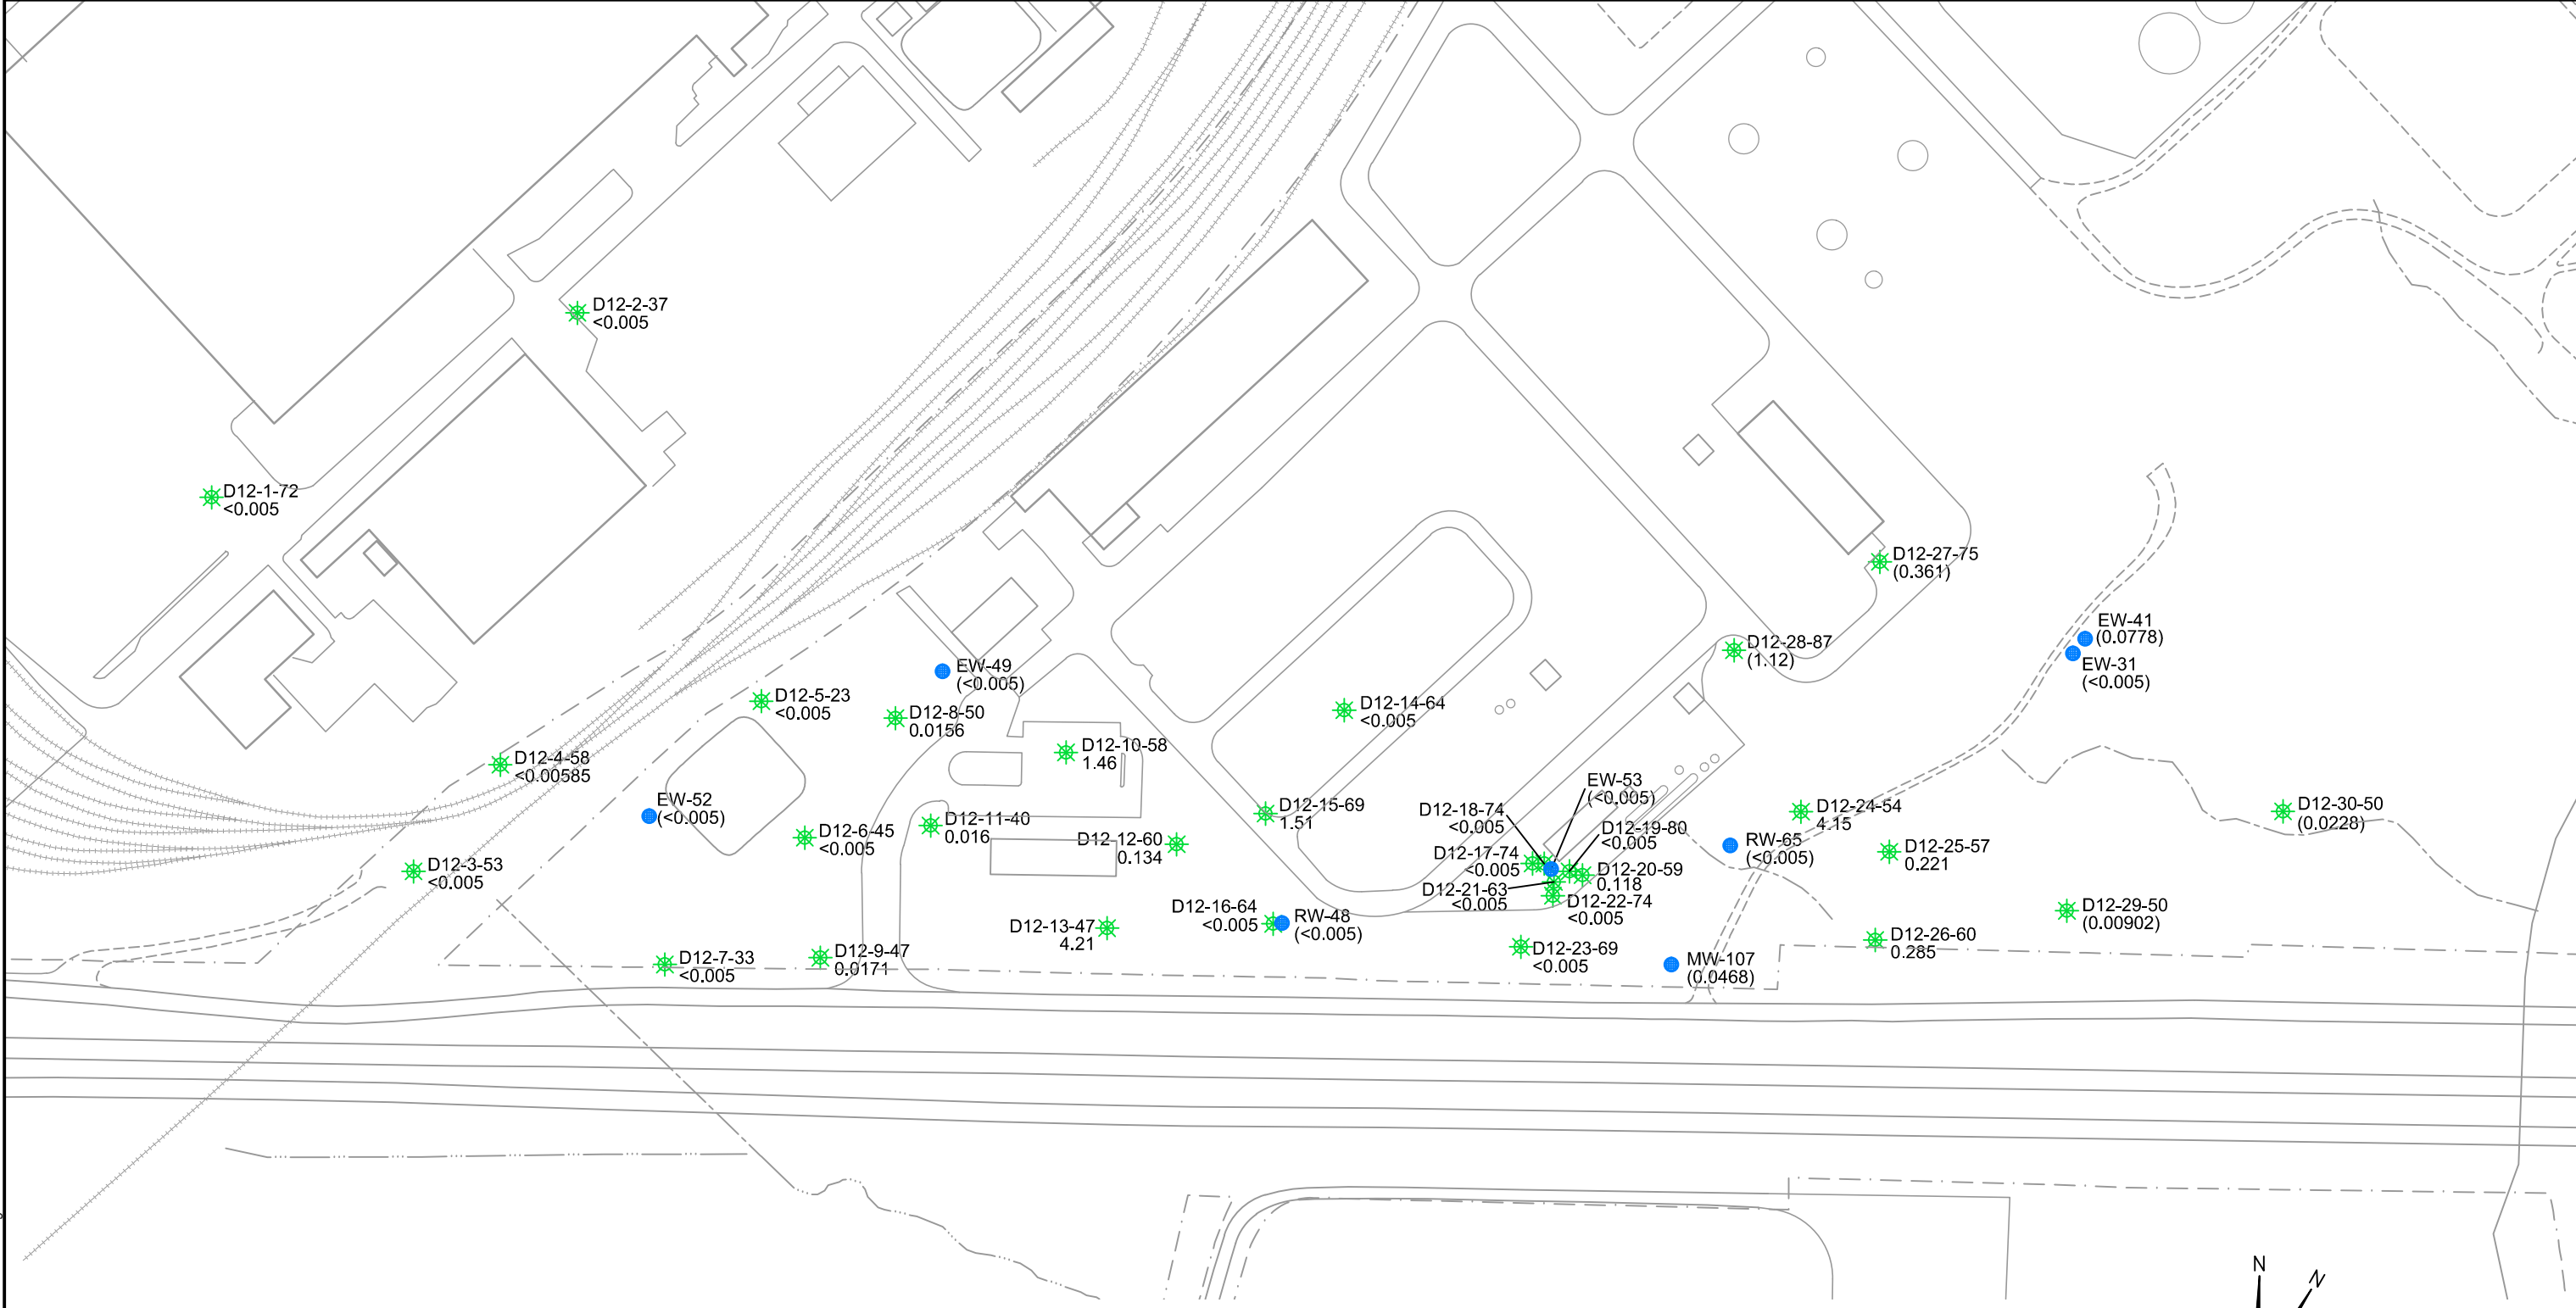 D12-2-37
<0.005
D12-1-72
<0.005
D12-27-75
(0.361)
EW-41
(0.0778)
EW-31
(<0.005)
D12-28-87
(1.12)
EW-49
(<0.005)
D12-5-23
<0.005
D12-8-50
0.0156
D12-14-64
<0.005
D12-10-58
1.46
D12-4-58
<0.00585
EW-52
(<0.005)
D12-6-45
<0.005
D12-11-40
0.016
D12-12-60
0.134
D12-15-69
1.51
EW-53
(<0.005)
D12-18-74
<0.005
D12-19-80
<0.005
D12-17-74
<0.005
D12-20-59
0.118
D12-21-63
<0.005
D12-22-74
<0.005
D12-24-54
4.15
RW-65
(<0.005)
D12-25-57
0.221
D12-30-50
(0.0228)
D12-3-53
<0.005
D12-16-64
<0.005
RW-48
(<0.005)
D12-13-47
4.21
D12-29-50
(0.00902)
D12-26-60
0.285
D12-23-69
<0.005
MW-107
(0.0468)
D12-7-33
<0.005
D12-9-47
0.0171
N
N